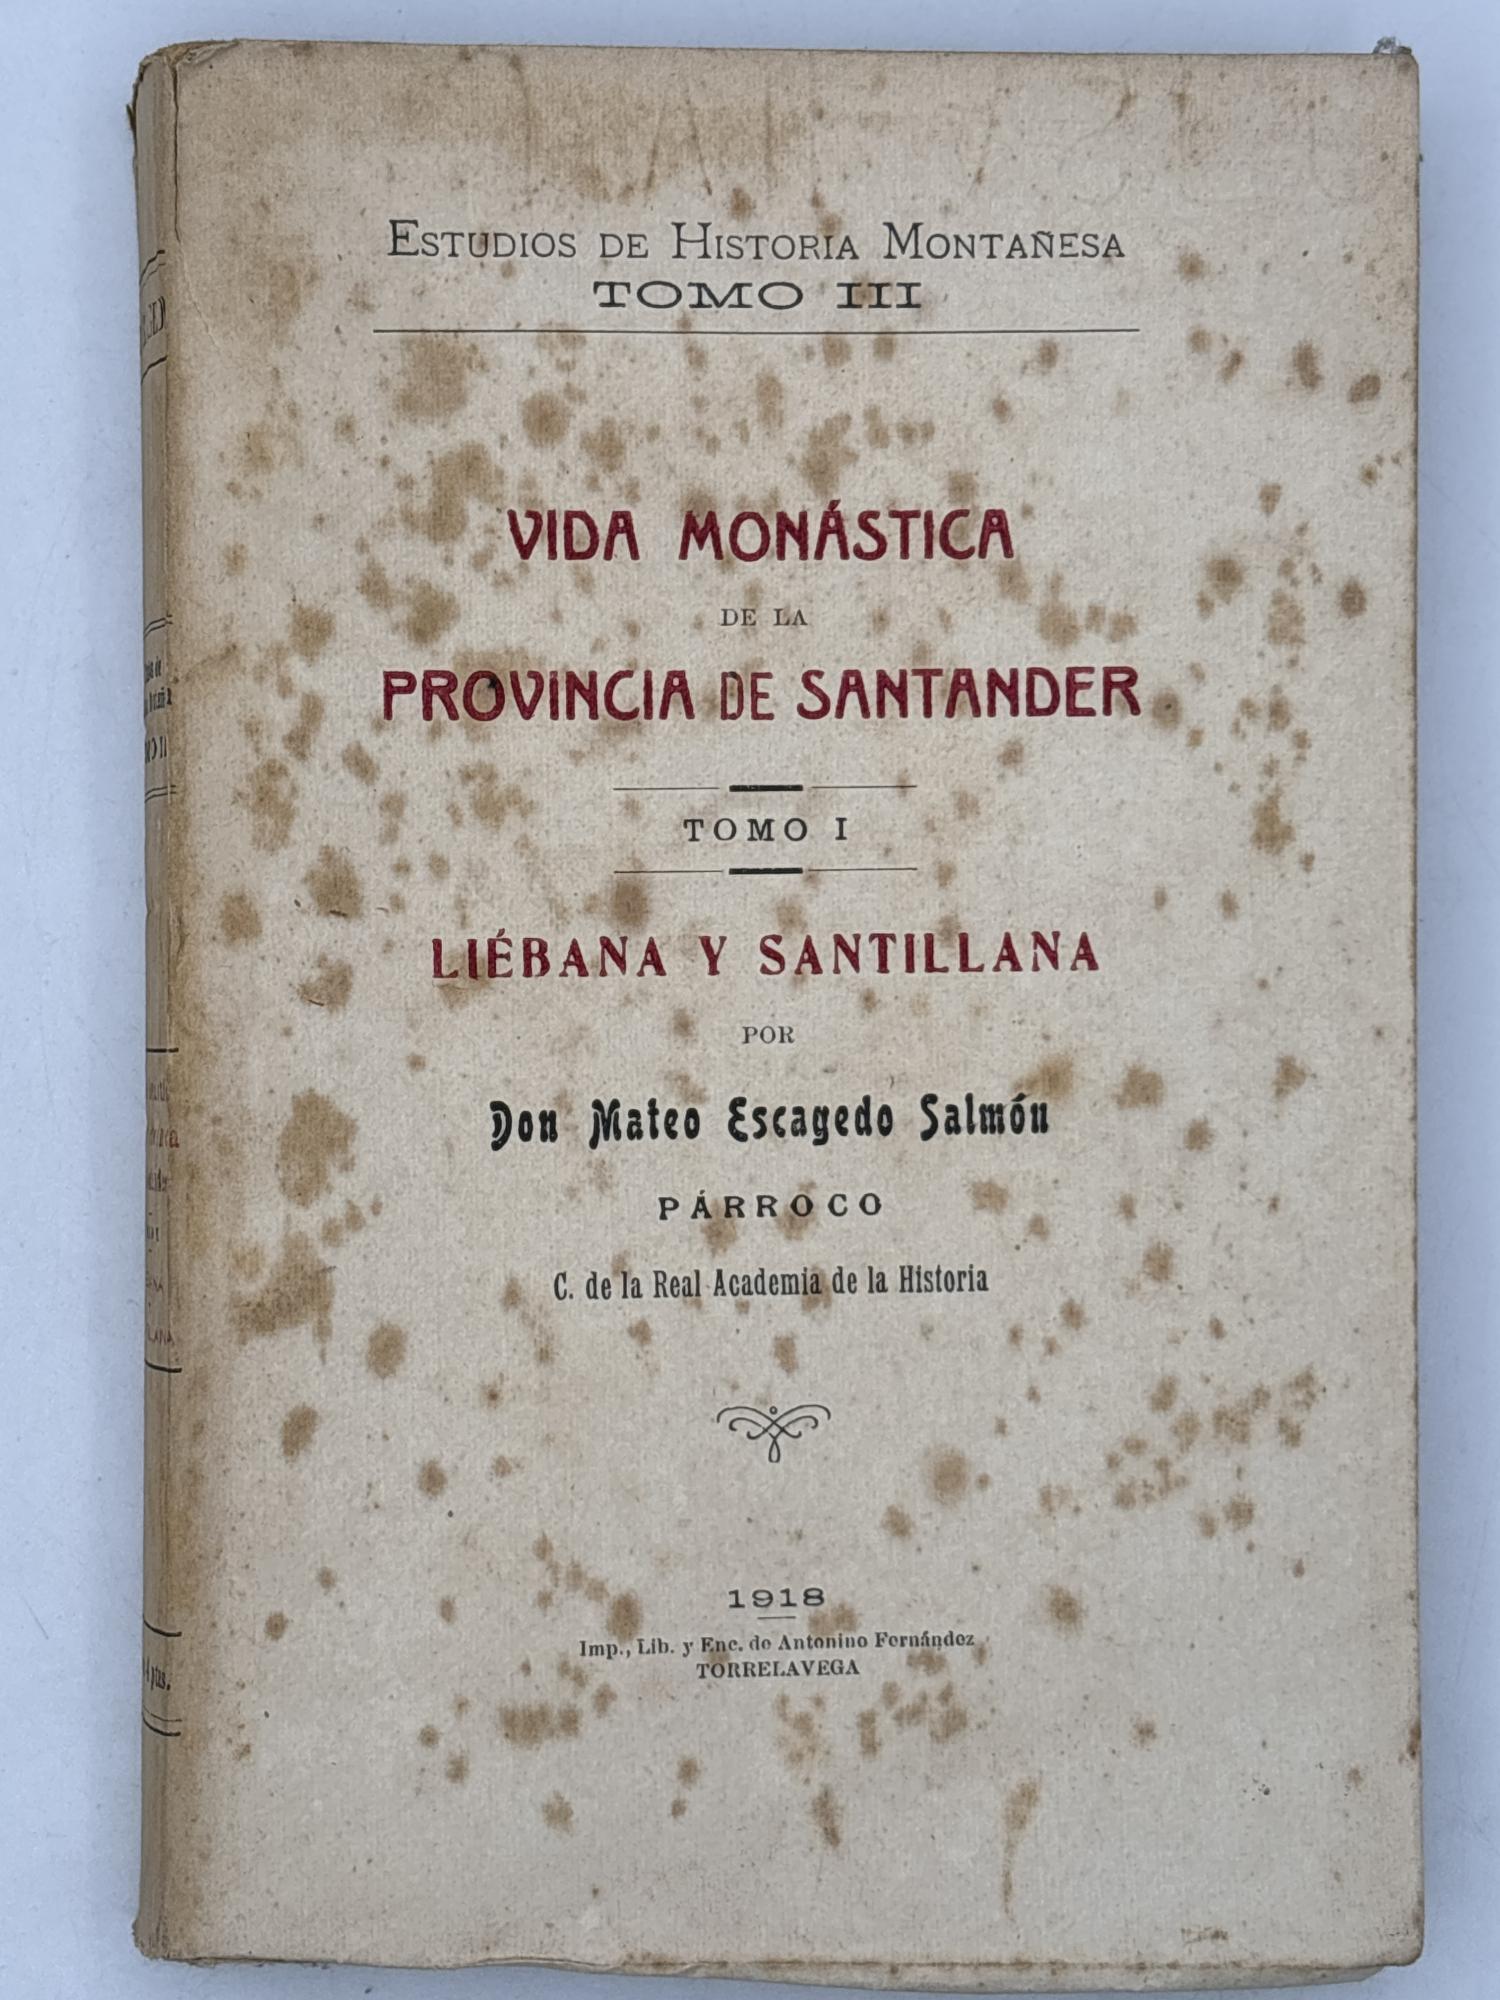 Estudios de Historia Montañesa
TOMO III
VIDA MONÁSTICA
DE LA
PROVINCIA DE SANTANDER
TOMO I
LIÉBANA Y SANTILLANA
POR
Don Mateo Escagedo Salmón
PÁRROCO
C. de la Real Academia de la Historia
1918
Imp., Lib. y Enc. de Antonino Fernández
TORRELAVEGA